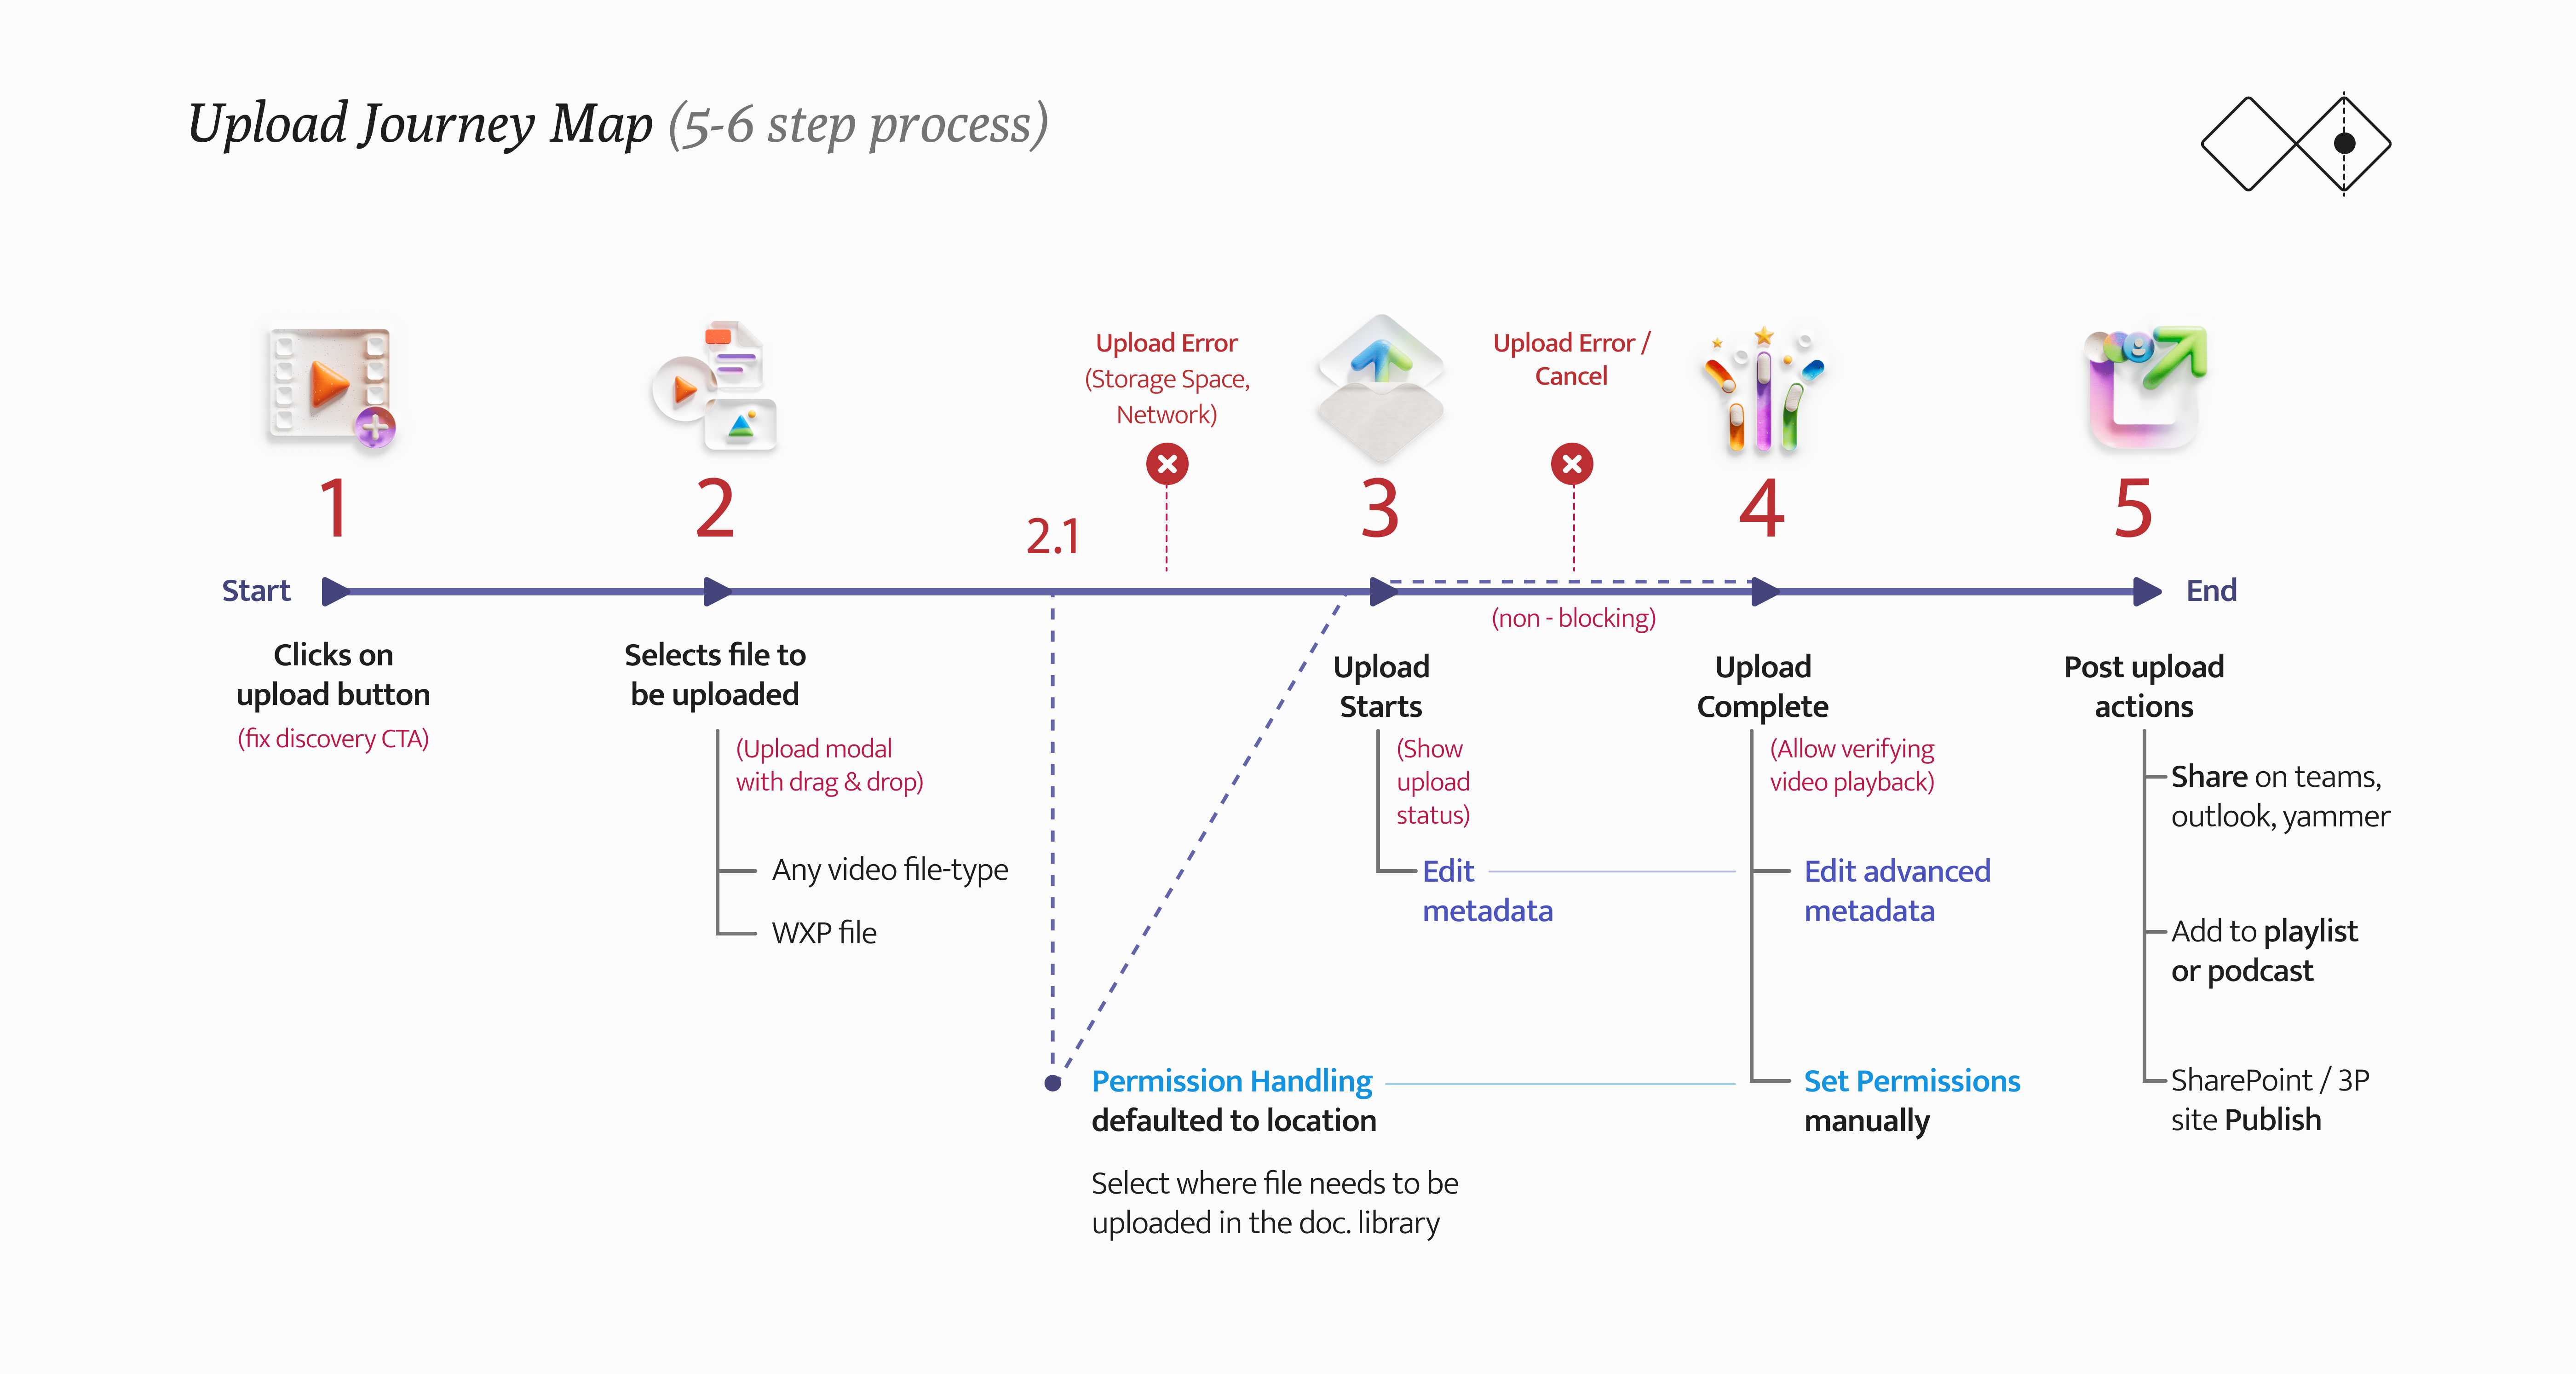 Upload Journey Map (5-6 step process)
Upload Error
(Storage Space,
Network)
Upload Error /
Cancel
1
2
2.1
3
4
5
Start
End
(non - blocking)
Clicks on
upload button
(fix discovery CTA)
Selects file to
be uploaded
(Upload modal
with drag & drop)
Any video file-type
WXP file
Permission Handling
defaulted to location
Select where file needs to be
uploaded in the doc. library
Upload
Starts
(Show
upload
status)
Edit
metadata
Upload
Complete
(Allow verifying
video playback)
Edit advanced
metadata
Set Permissions
manually
Post upload
actions
Share on teams,
outlook, yammer
Add to playlist
or podcast
SharePoint / 3P
site Publish